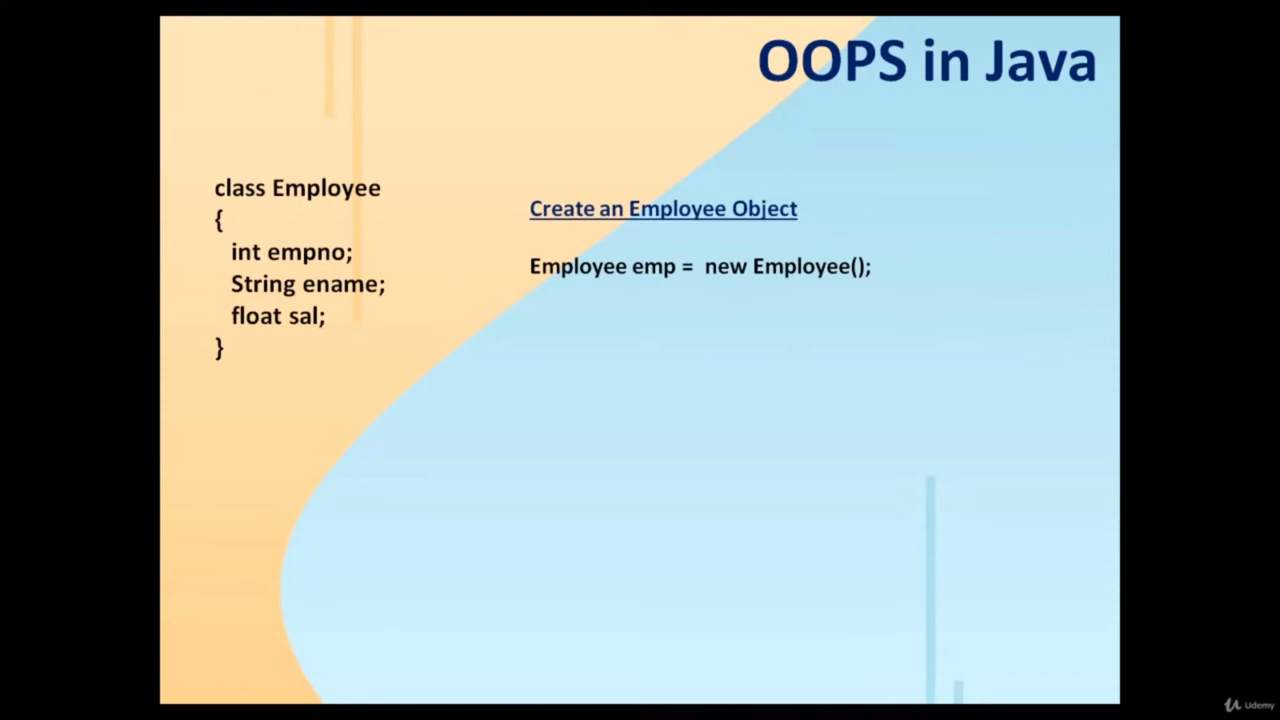 OOPS in Java
class Employee
{
int empno;
String ename;
float sal;
}
Create an Employee Object
Employee emp = new Employee();
Udemy